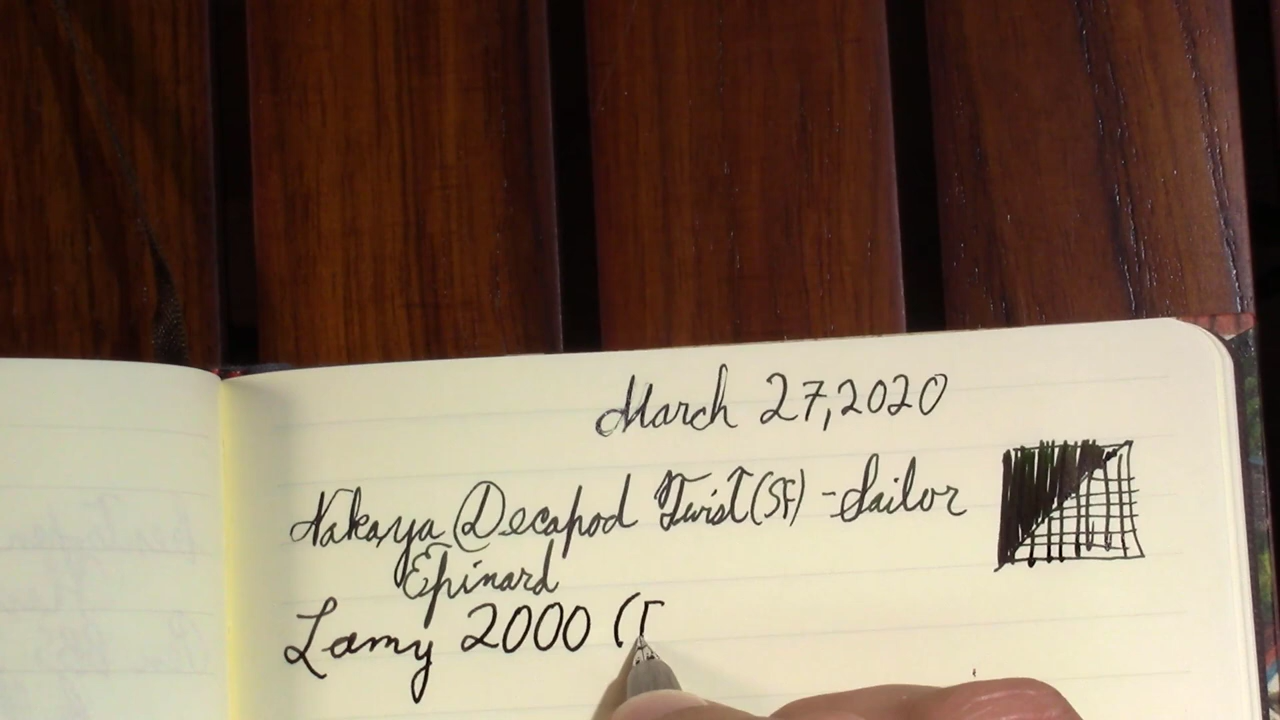 March 27, 2020
Nakaya Decapod Twist (SF) - Sailor
Epinard
Lamy 2000 (